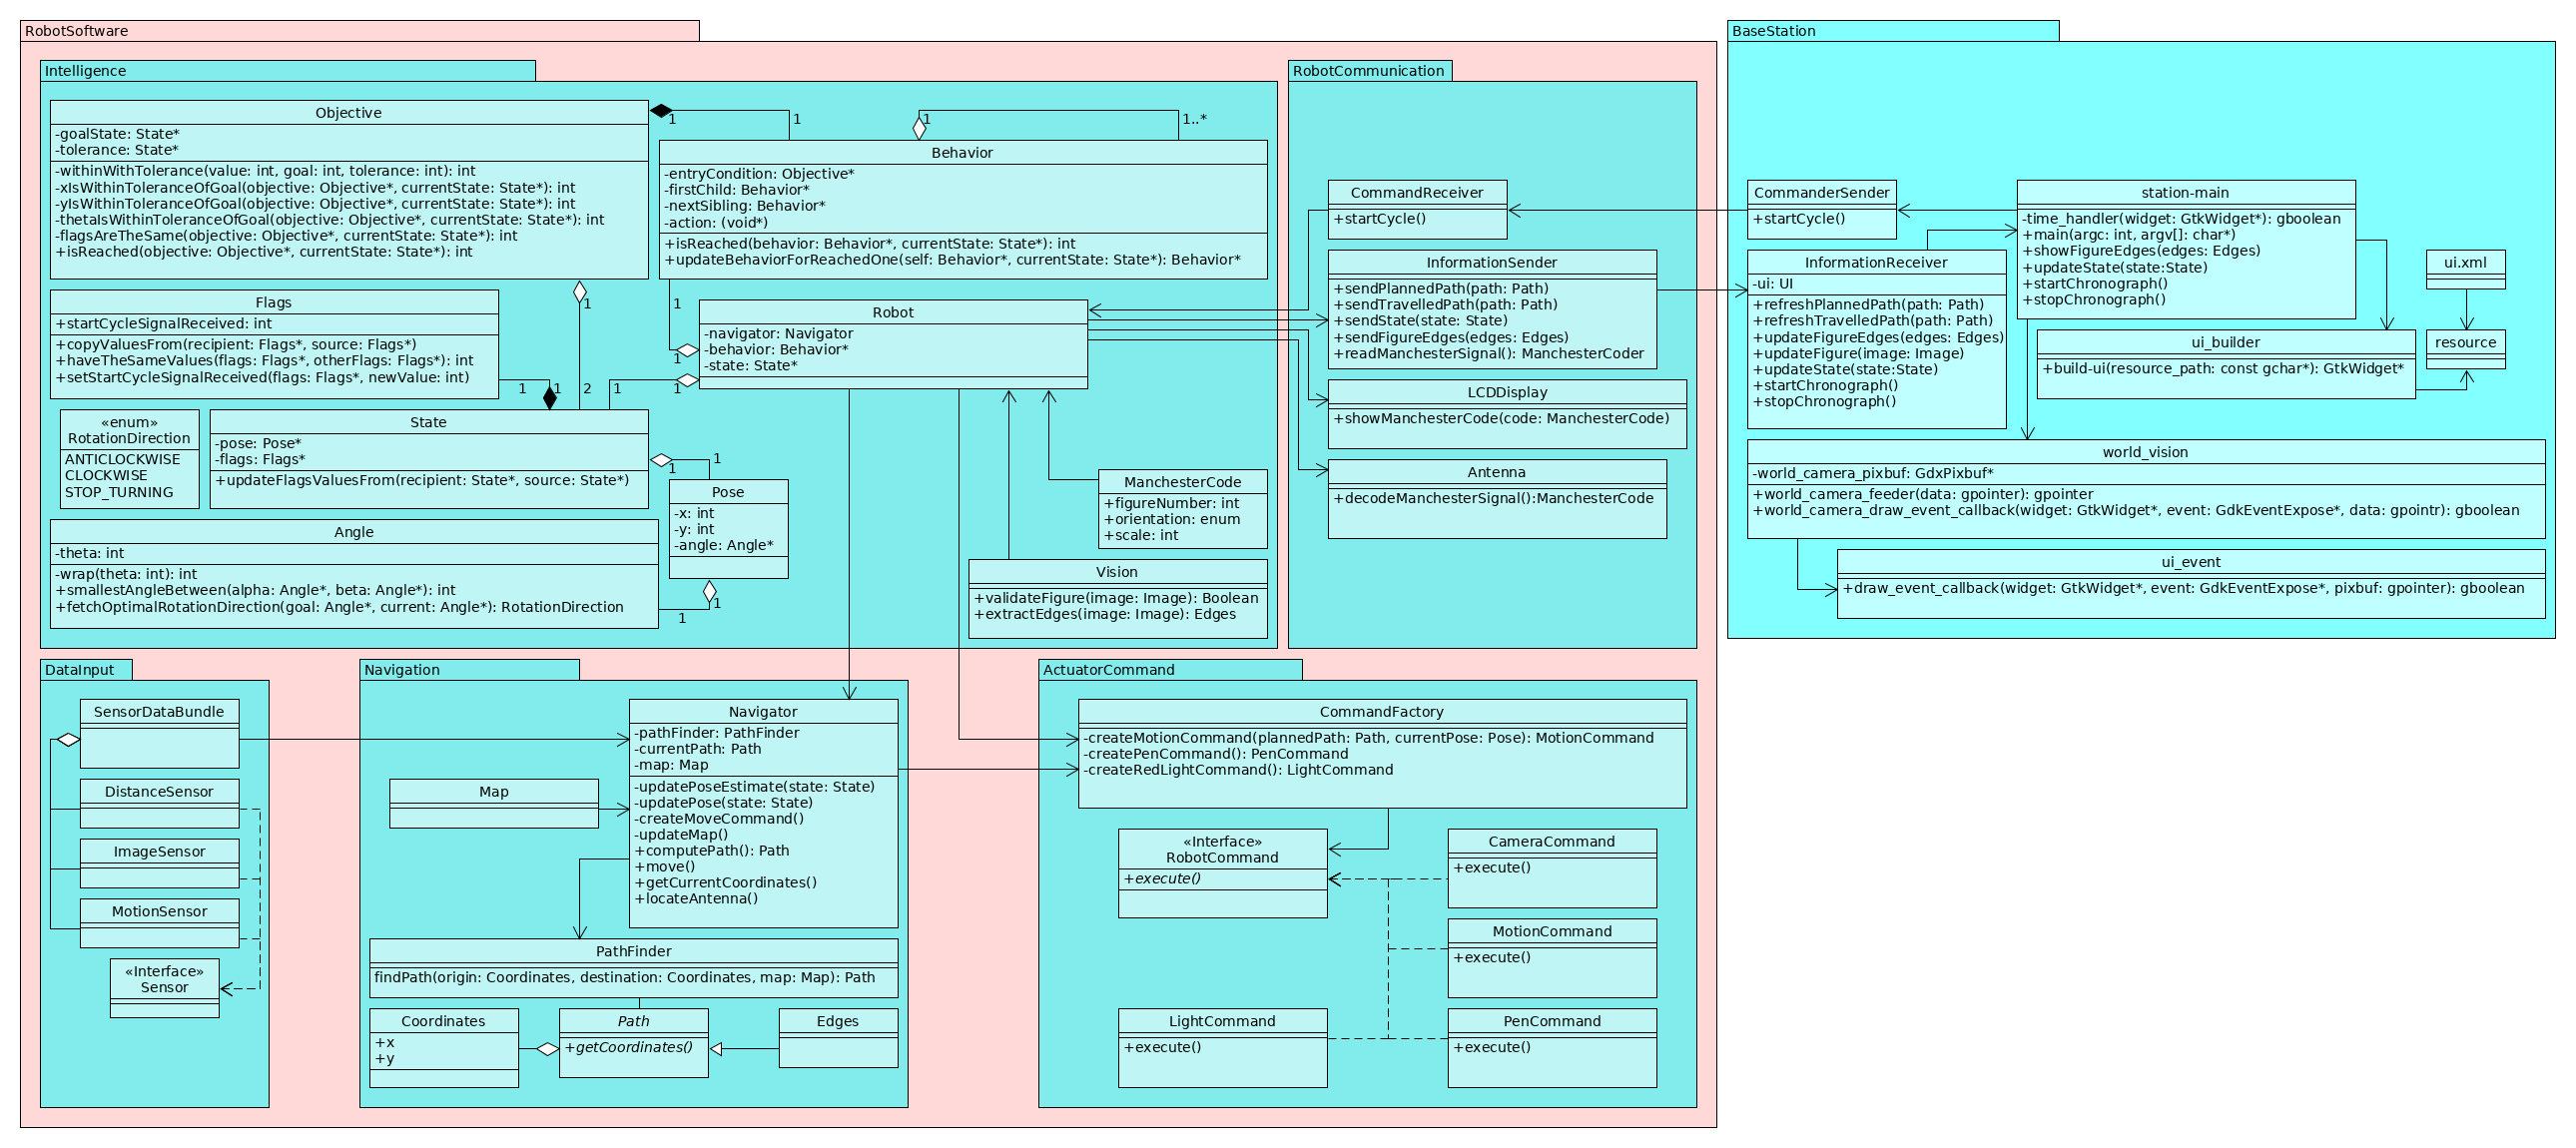 RobotSoftware
Intelligence
Objective
-goalState: State*
-tolerance: State*
-withinWithTolerance(value: int, goal: int, tolerance: int): int
-xIsWithinToleranceOfGoal(objective: Objective*, currentState: State*): int
-yIsWithinToleranceOfGoal(objective: Objective*, currentState: State*): int
-thetaIsWithinToleranceOfGoal(objective: Objective*, currentState: State*): int
-flagsAreTheSame(objective: Objective*, currentState: State*): int
+isReached(objective: Objective*, currentState: State*): int
1
1
1
1..*
Behavior
-entryCondition: Objective*
-firstChild: Behavior*
-nextSibling: Behavior*
-action: (void*)
+isReached(behavior: Behavior*, currentState: State*): int
+updateBehaviorForReachedOne(self: Behavior*, currentState: State*): Behavior*
1
2
1
1
Flags
+startCycleSignalReceived: int
+copyValuesFrom(recipient: Flags*, source: Flags*)
+haveTheSameValues(flags: Flags*, otherFlags: Flags*): int
+setStartCycleSignalReceived(flags: Flags*, newValue: int)
1
1
1
1
Robot
-navigator: Navigator
-behavior: Behavior*
-state: State*
«enum»
RotationDirection
ANTICLOCKWISE
CLOCKWISE
STOP_TURNING
State
-pose: Pose*
-flags: Flags*
+updateFlagsValuesFrom(recipient: State*, source: State*)
1
1
Pose
-x: int
-y: int
-angle: Angle*
1
1
Angle
-theta: int
-wrap(theta: int): int
+smallestAngleBetween(alpha: Angle*, beta: Angle*): int
+fetchOptimalRotationDirection(goal: Angle*, current: Angle*): RotationDirection
ManchesterCode
+figureNumber: int
+orientation: enum
+scale: int
Vision
+validateFigure(image: Image): Boolean
+extractEdges(image: Image): Edges
RobotCommunication
CommandReceiver
+startCycle()
InformationSender
+sendPlannedPath(path: Path)
+sendTravelledPath(path: Path)
+sendState(state: State)
+sendFigureEdges(edges: Edges)
+readManchesterSignal(): ManchesterCoder
LCDDisplay
+showManchesterCode(code: ManchesterCode)
Antenna
+decodeManchesterSignal():ManchesterCode
BaseStation
CommanderSender
+startCycle()
station-main
-time_handler(widget: GtkWidget*): gboolean
+main(argc: int, argv[]: char*)
+showFigureEdges(edges: Edges)
+updateState(state:State)
+startChronograph()
+stopChronograph()
InformationReceiver
-ui: UI
+refreshPlannedPath(path: Path)
+refreshTravelledPath(path: Path)
+updateFigureEdges(edges: Edges)
+updateFigure(image: Image)
+updateState(state:State)
+startChronograph()
+stopChronograph()
ui.xml
resource
ui_builder
+build-ui(resource_path: const gchar*): GtkWidget*
world_vision
-world_camera_pixbuf: GdxPixbuf*
+world_camera_feeder(data: gpointer): gpointer
+world_camera_draw_event_callback(widget: GtkWidget*, event: GdkEventExpose*, data: gpointr): gboolean
ui_event
+draw_event_callback(widget: GtkWidget*, event: GdkEventExpose*, pixbuf: gpointer): gboolean
DataInput
SensorDataBundle
DistanceSensor
ImageSensor
MotionSensor
«Interface»
Sensor
Navigation
Navigator
-pathFinder: PathFinder
-currentPath: Path
-map: Map
-updatePoseEstimate(state: State)
-updatePose(state: State)
-createMoveCommand()
-updateMap()
+computePath(): Path
+move()
+getCurrentCoordinates()
+locateAntenna()
Map
PathFinder
findPath(origin: Coordinates, destination: Coordinates, map: Map): Path
Coordinates
+x
+y
Path
+getCoordinates()
Edges
ActuatorCommand
CommandFactory
-createMotionCommand(plannedPath: Path, currentPose: Pose): MotionCommand
-createPenCommand(): PenCommand
-createRedLightCommand(): LightCommand
«Interface»
RobotCommand
+execute()
CameraCommand
+execute()
MotionCommand
+execute()
LightCommand
+execute()
PenCommand
+execute()